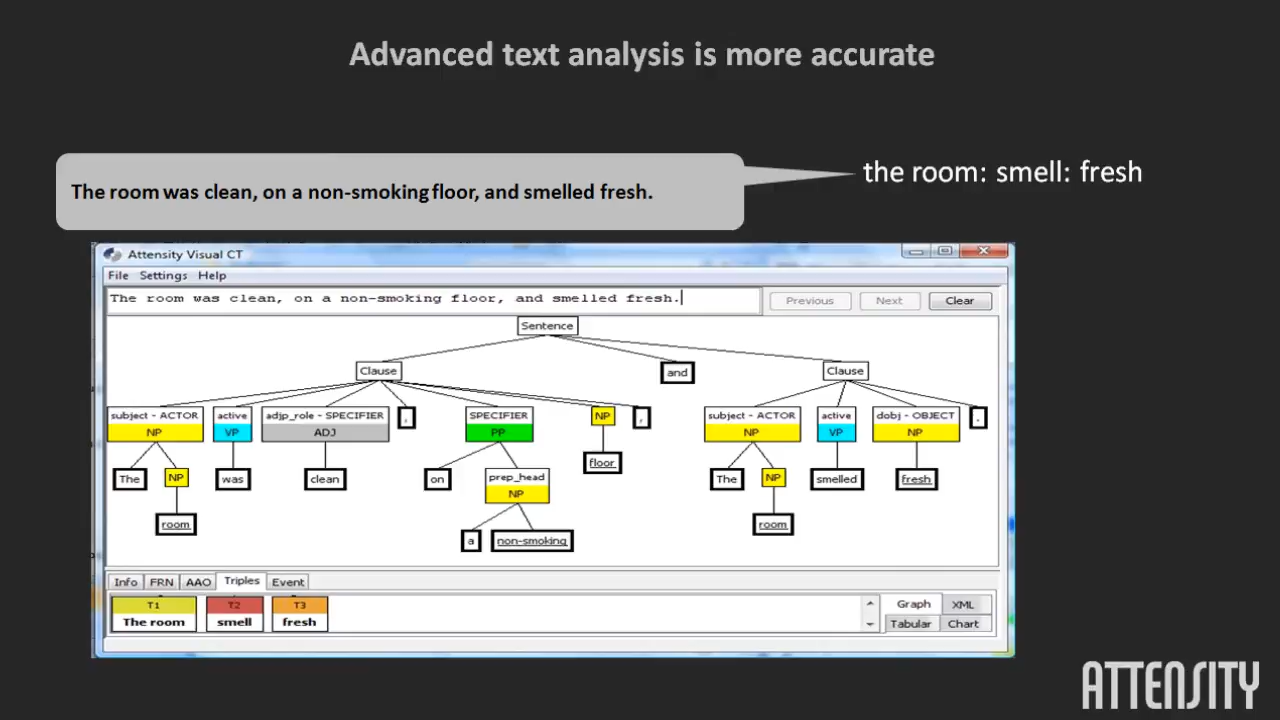 Advanced text analysis is more accurate
The room was clean, on a non-smoking floor, and smelled fresh.
the room: smell: fresh
Attensity Visual CT
File Settings Help
The room was clean, on a non-smoking floor, and smelled fresh.
Previous Next Clear
Sentence
Clause and Clause
subject - ACTOR active adjp_role - SPECIFIER , SPECIFIER NP , subject - ACTOR active dobj - OBJECT .
NP VP ADJ PP NP VP NP
floor
The NP was clean on prep_head The NP smelled fresh
NP
room room
a non-smoking
Info FRN AAO Triples Event
T1 T2 T3 Graph XML
The room smell fresh Tabular Chart
ATTENSITY